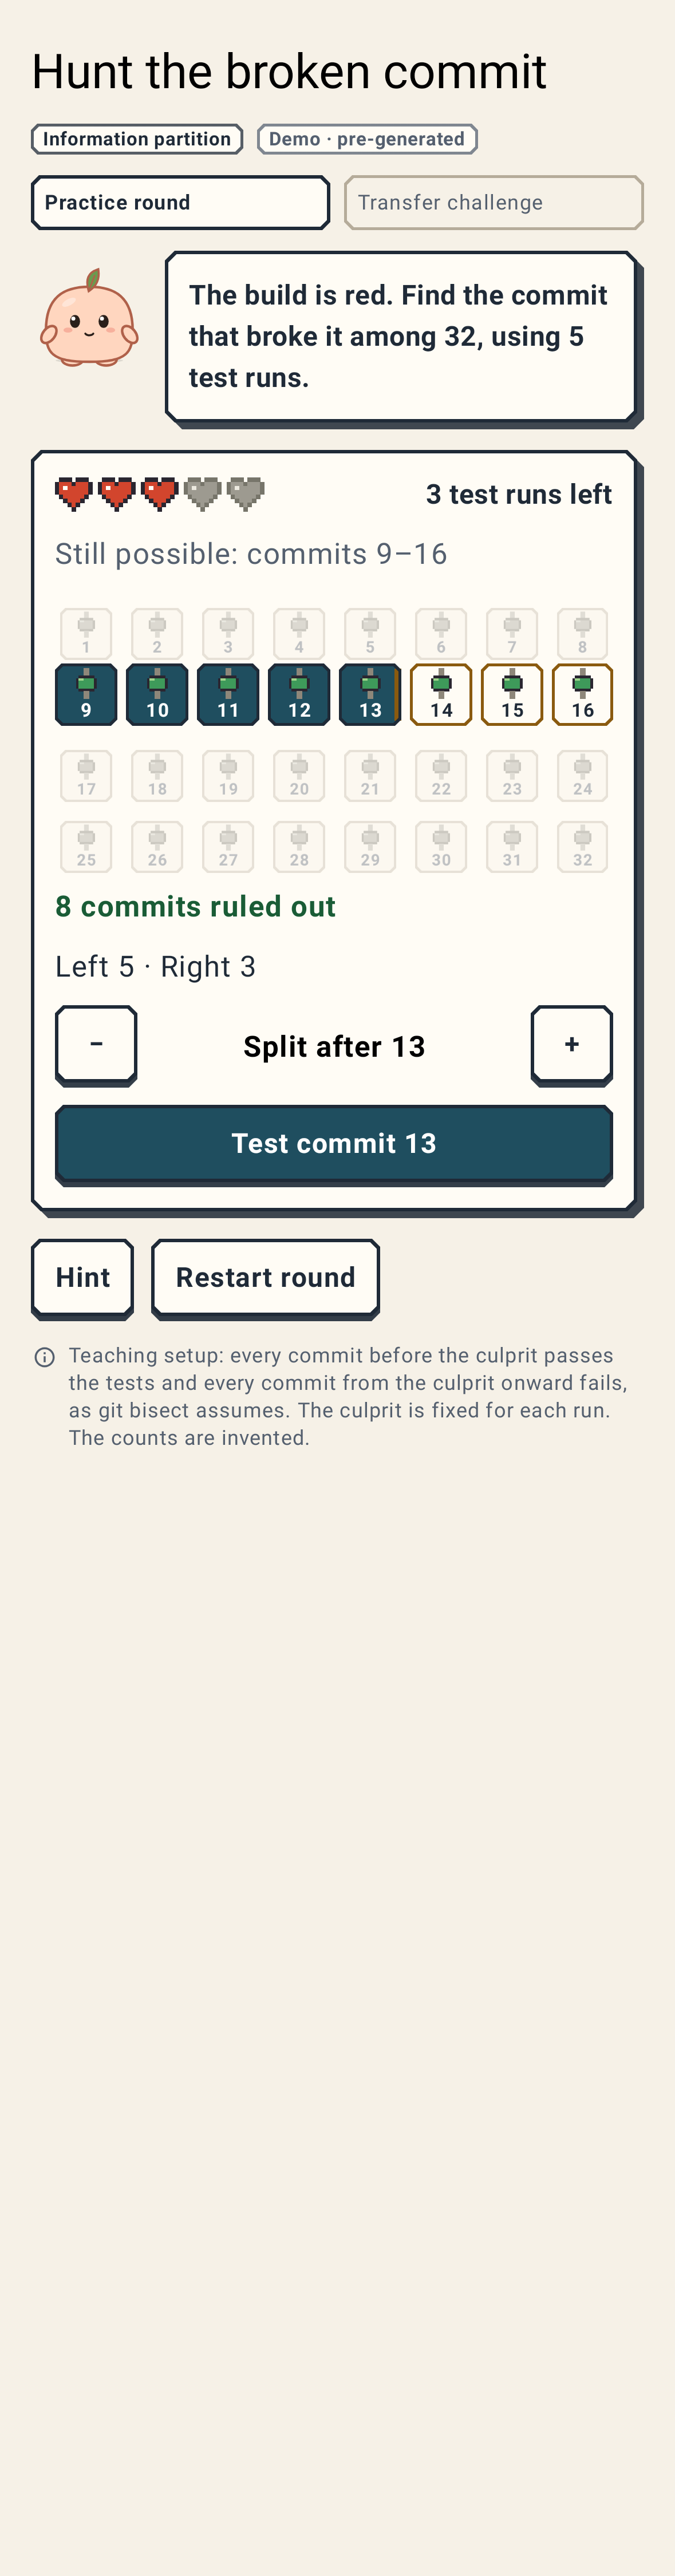 Hunt the broken commit
Information partition
Demo · pre-generated
Practice round
Transfer challenge
The build is red. Find the commit
that broke it among 32, using 5
test runs.
3 test runs left
Still possible: commits 9–16
1 2 3 4 5 6 7 8
9 10 11 12 13 14 15 16
17 18 19 20 21 22 23 24
25 26 27 28 29 30 31 32
8 commits ruled out
Left 5 · Right 3
− Split after 13 +
Test commit 13
Hint
Restart round
Teaching setup: every commit before the culprit passes
the tests and every commit from the culprit onward fails,
as git bisect assumes. The culprit is fixed for each run.
The counts are invented.